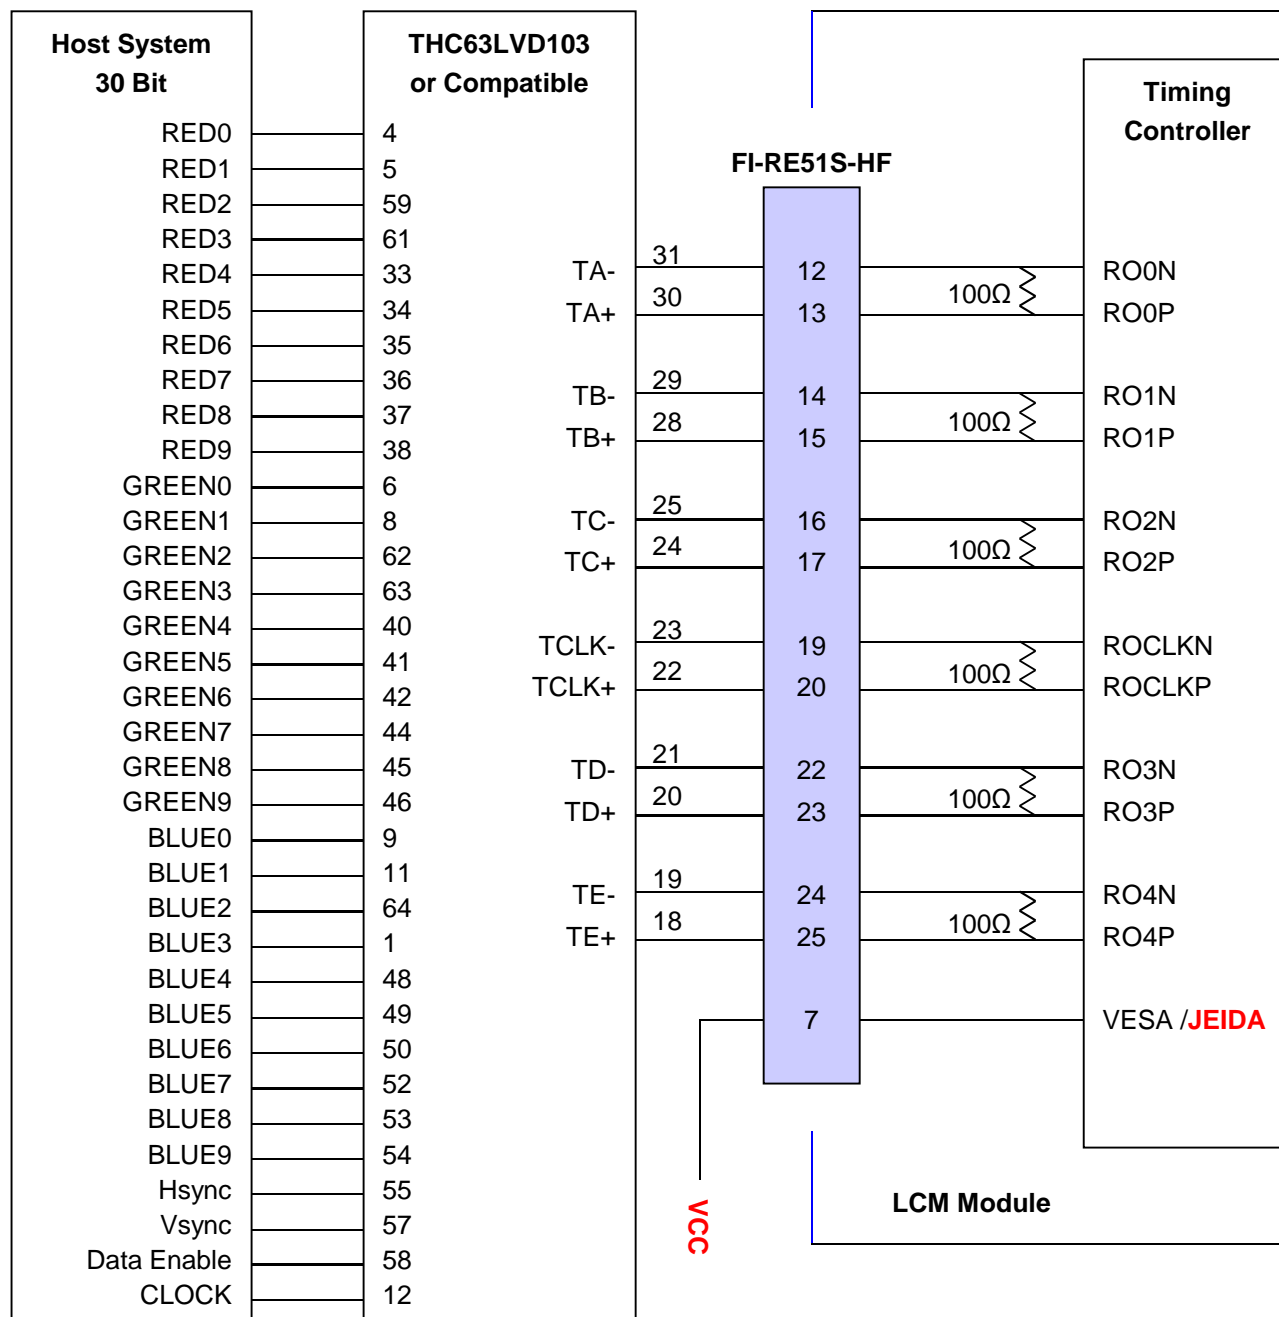 Host System
30 Bit
THC63LVD103
or Compatible
Timing
Controller
FI-RE51S-HF
RED0 4
RED1 5
RED2 59
RED3 61
RED4 33
RED5 34
RED6 35
RED7 36
RED8 37
RED9 38
GREEN0 6
GREEN1 8
GREEN2 62
GREEN3 63
GREEN4 40
GREEN5 41
GREEN6 42
GREEN7 44
GREEN8 45
GREEN9 46
BLUE0 9
BLUE1 11
BLUE2 64
BLUE3 1
BLUE4 48
BLUE5 49
BLUE6 50
BLUE7 52
BLUE8 53
BLUE9 54
Hsync 55
Vsync 57
Data Enable 58
CLOCK 12
TA- 31 12 RO0N
100Ω
TA+ 30 13 RO0P
TB- 29 14 RO1N
100Ω
TB+ 28 15 RO1P
TC- 25 16 RO2N
100Ω
TC+ 24 17 RO2P
TCLK- 23 19 ROCLKN
100Ω
TCLK+ 22 20 ROCLKP
TD- 21 22 RO3N
100Ω
TD+ 20 23 RO3P
TE- 19 24 RO4N
100Ω
TE+ 18 25 RO4P
7 VESA /JEIDA
VCC
LCM Module